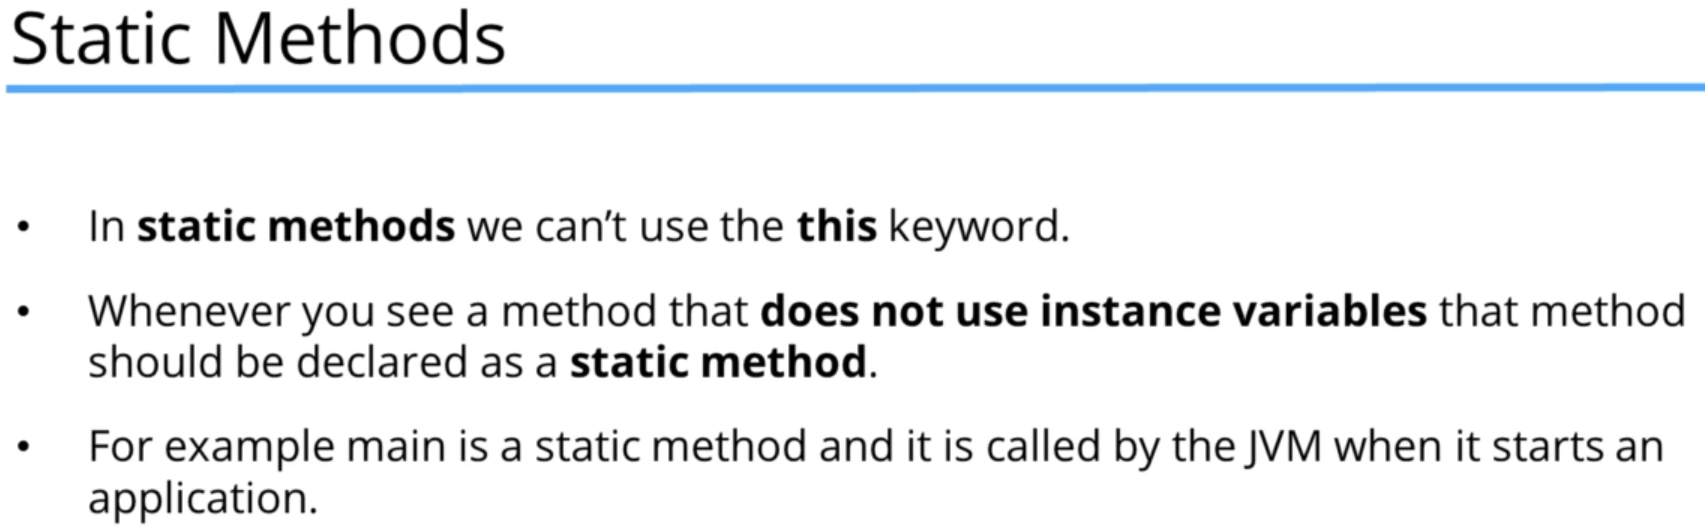 Static Methods
• In static methods we can’t use the this keyword.
• Whenever you see a method that does not use instance variables that method
should be declared as a static method.
• For example main is a static method and it is called by the JVM when it starts an
application.